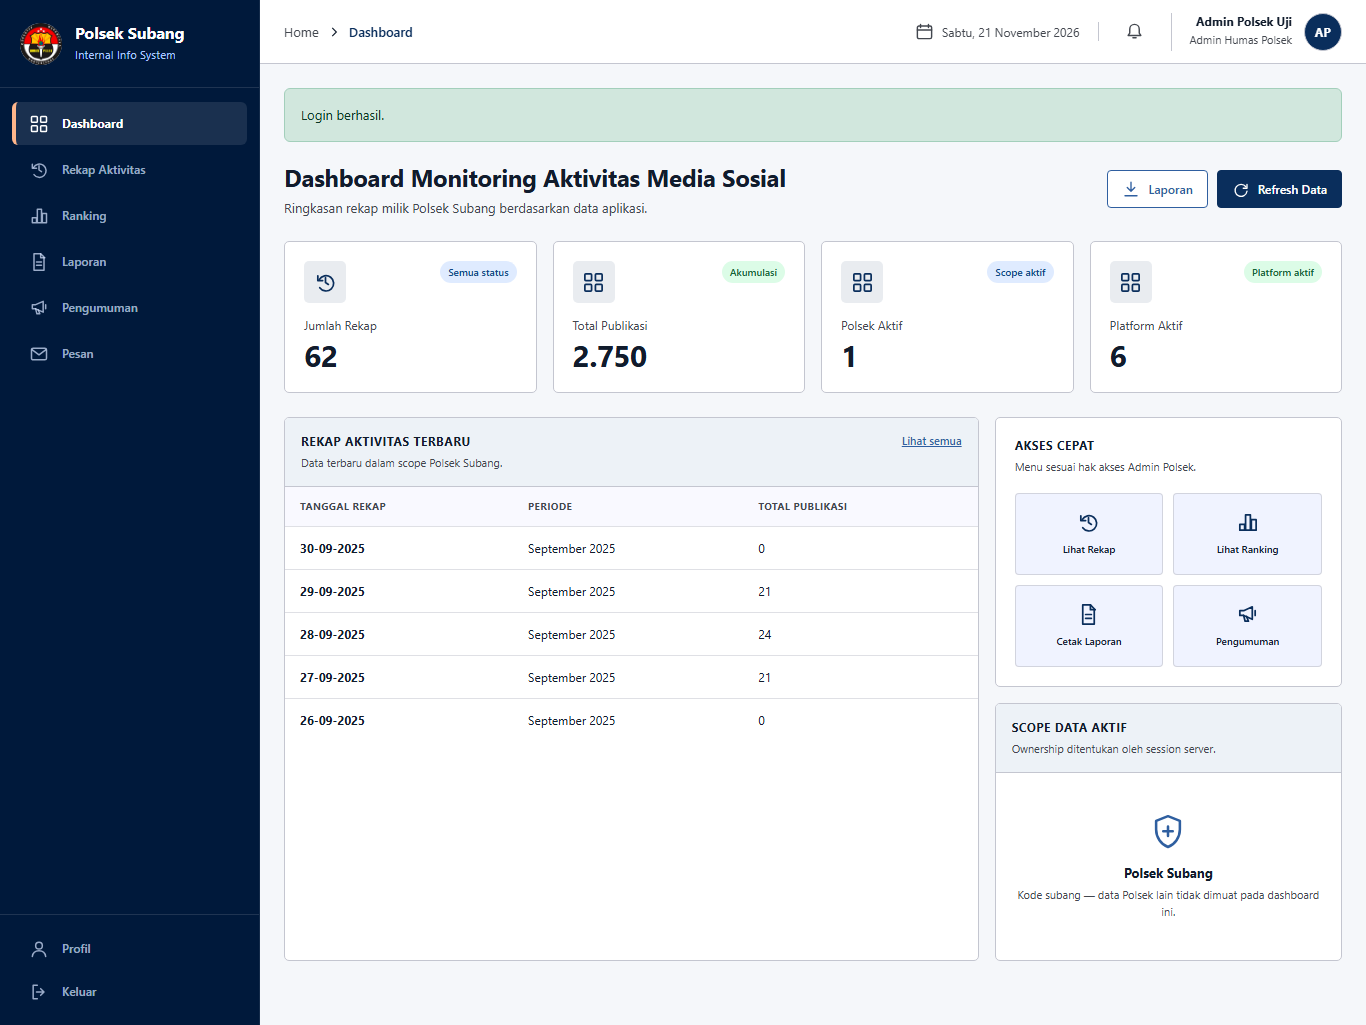 Polsek Subang
Internal Info System
Dashboard
Rekap Aktivitas
Ranking
Laporan
Pengumuman
Pesan
Profil
Keluar
Home > Dashboard
Sabtu, 21 November 2026
Admin Polsek Uji
Admin Humas Polsek
AP
Login berhasil.
Dashboard Monitoring Aktivitas Media Sosial
Ringkasan rekap milik Polsek Subang berdasarkan data aplikasi.
Laporan
Refresh Data
Semua status
Jumlah Rekap
62
Akumulasi
Total Publikasi
2.750
Scope aktif
Polsek Aktif
1
Platform aktif
Platform Aktif
6
REKAP AKTIVITAS TERBARU
Lihat semua
Data terbaru dalam scope Polsek Subang.
TANGGAL REKAP PERIODE TOTAL PUBLIKASI
30-09-2025 September 2025 0
29-09-2025 September 2025 21
28-09-2025 September 2025 24
27-09-2025 September 2025 21
26-09-2025 September 2025 0
AKSES CEPAT
Menu sesuai hak akses Admin Polsek.
Lihat Rekap
Lihat Ranking
Cetak Laporan
Pengumuman
SCOPE DATA AKTIF
Ownership ditentukan oleh session server.
Polsek Subang
Kode subang — data Polsek lain tidak dimuat pada dashboard
ini.